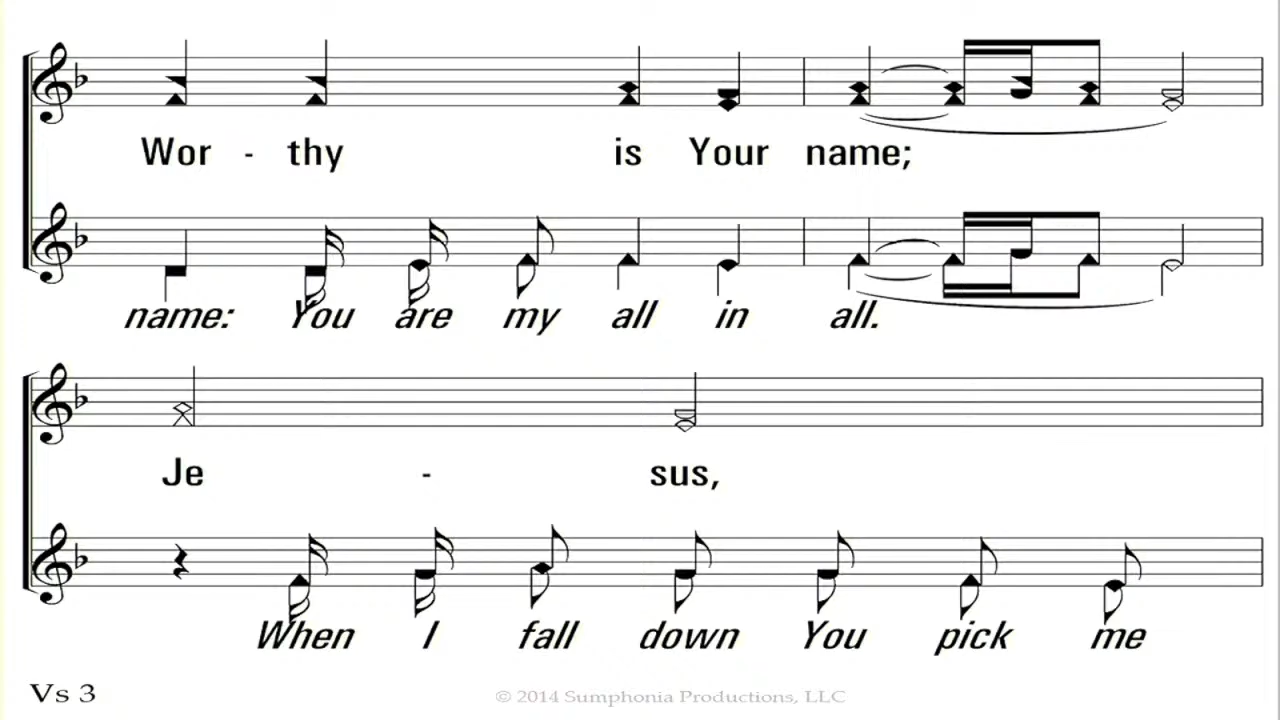 Wor - thy is Your name;
name: You are my all in all.
Je - sus,
When I fall down You pick me
Vs 3
© 2014 Sumphonia Productions, LLC